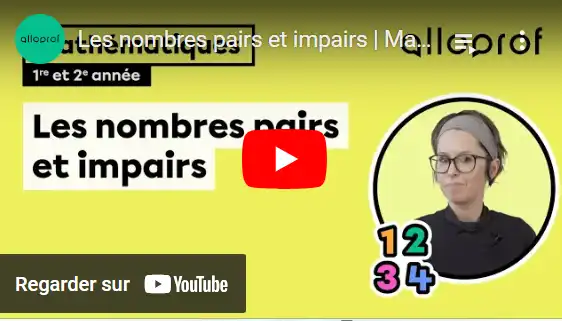 alloprof
Les nombres pairs et impairs | Ma...
Mathématiques
alloprof
1re et 2e année
Les nombres pairs
et impairs
1 2
3 4
Regarder sur YouTube